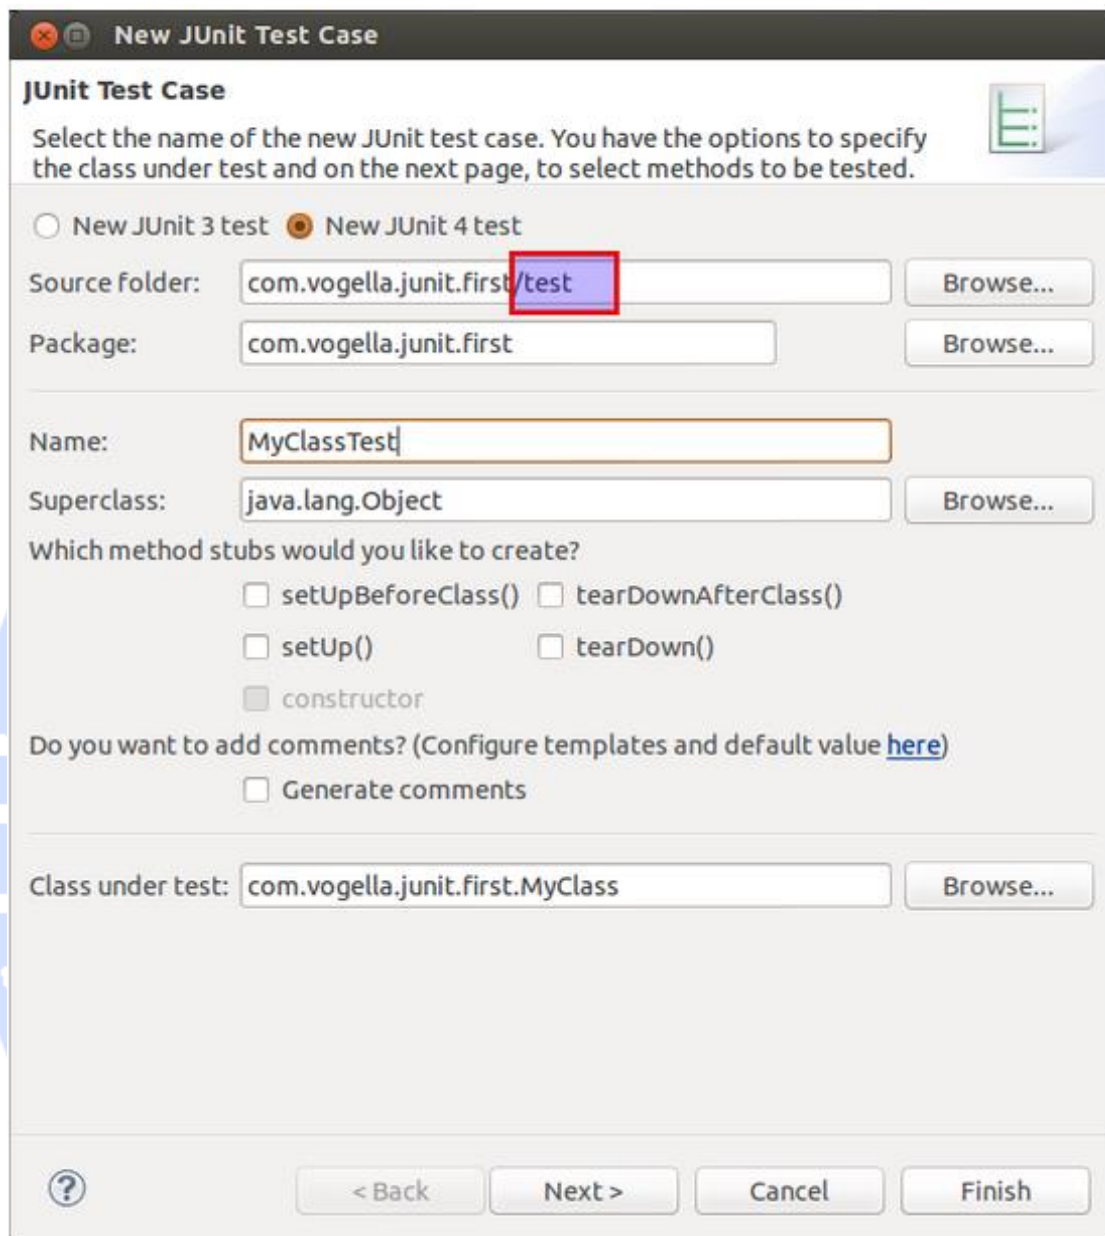 New JUnit Test Case
JUnit Test Case
Select the name of the new JUnit test case. You have the options to specify
the class under test and on the next page, to select methods to be tested.
New JUnit 3 test New JUnit 4 test
Source folder: com.vogella.junit.first/test Browse...
Package: com.vogella.junit.first Browse...
Name: MyClassTest
Superclass: java.lang.Object Browse...
Which method stubs would you like to create?
setUpBeforeClass() tearDownAfterClass()
setUp() tearDown()
constructor
Do you want to add comments? (Configure templates and default value here)
Generate comments
Class under test: com.vogella.junit.first.MyClass Browse...
? < Back Next > Cancel Finish